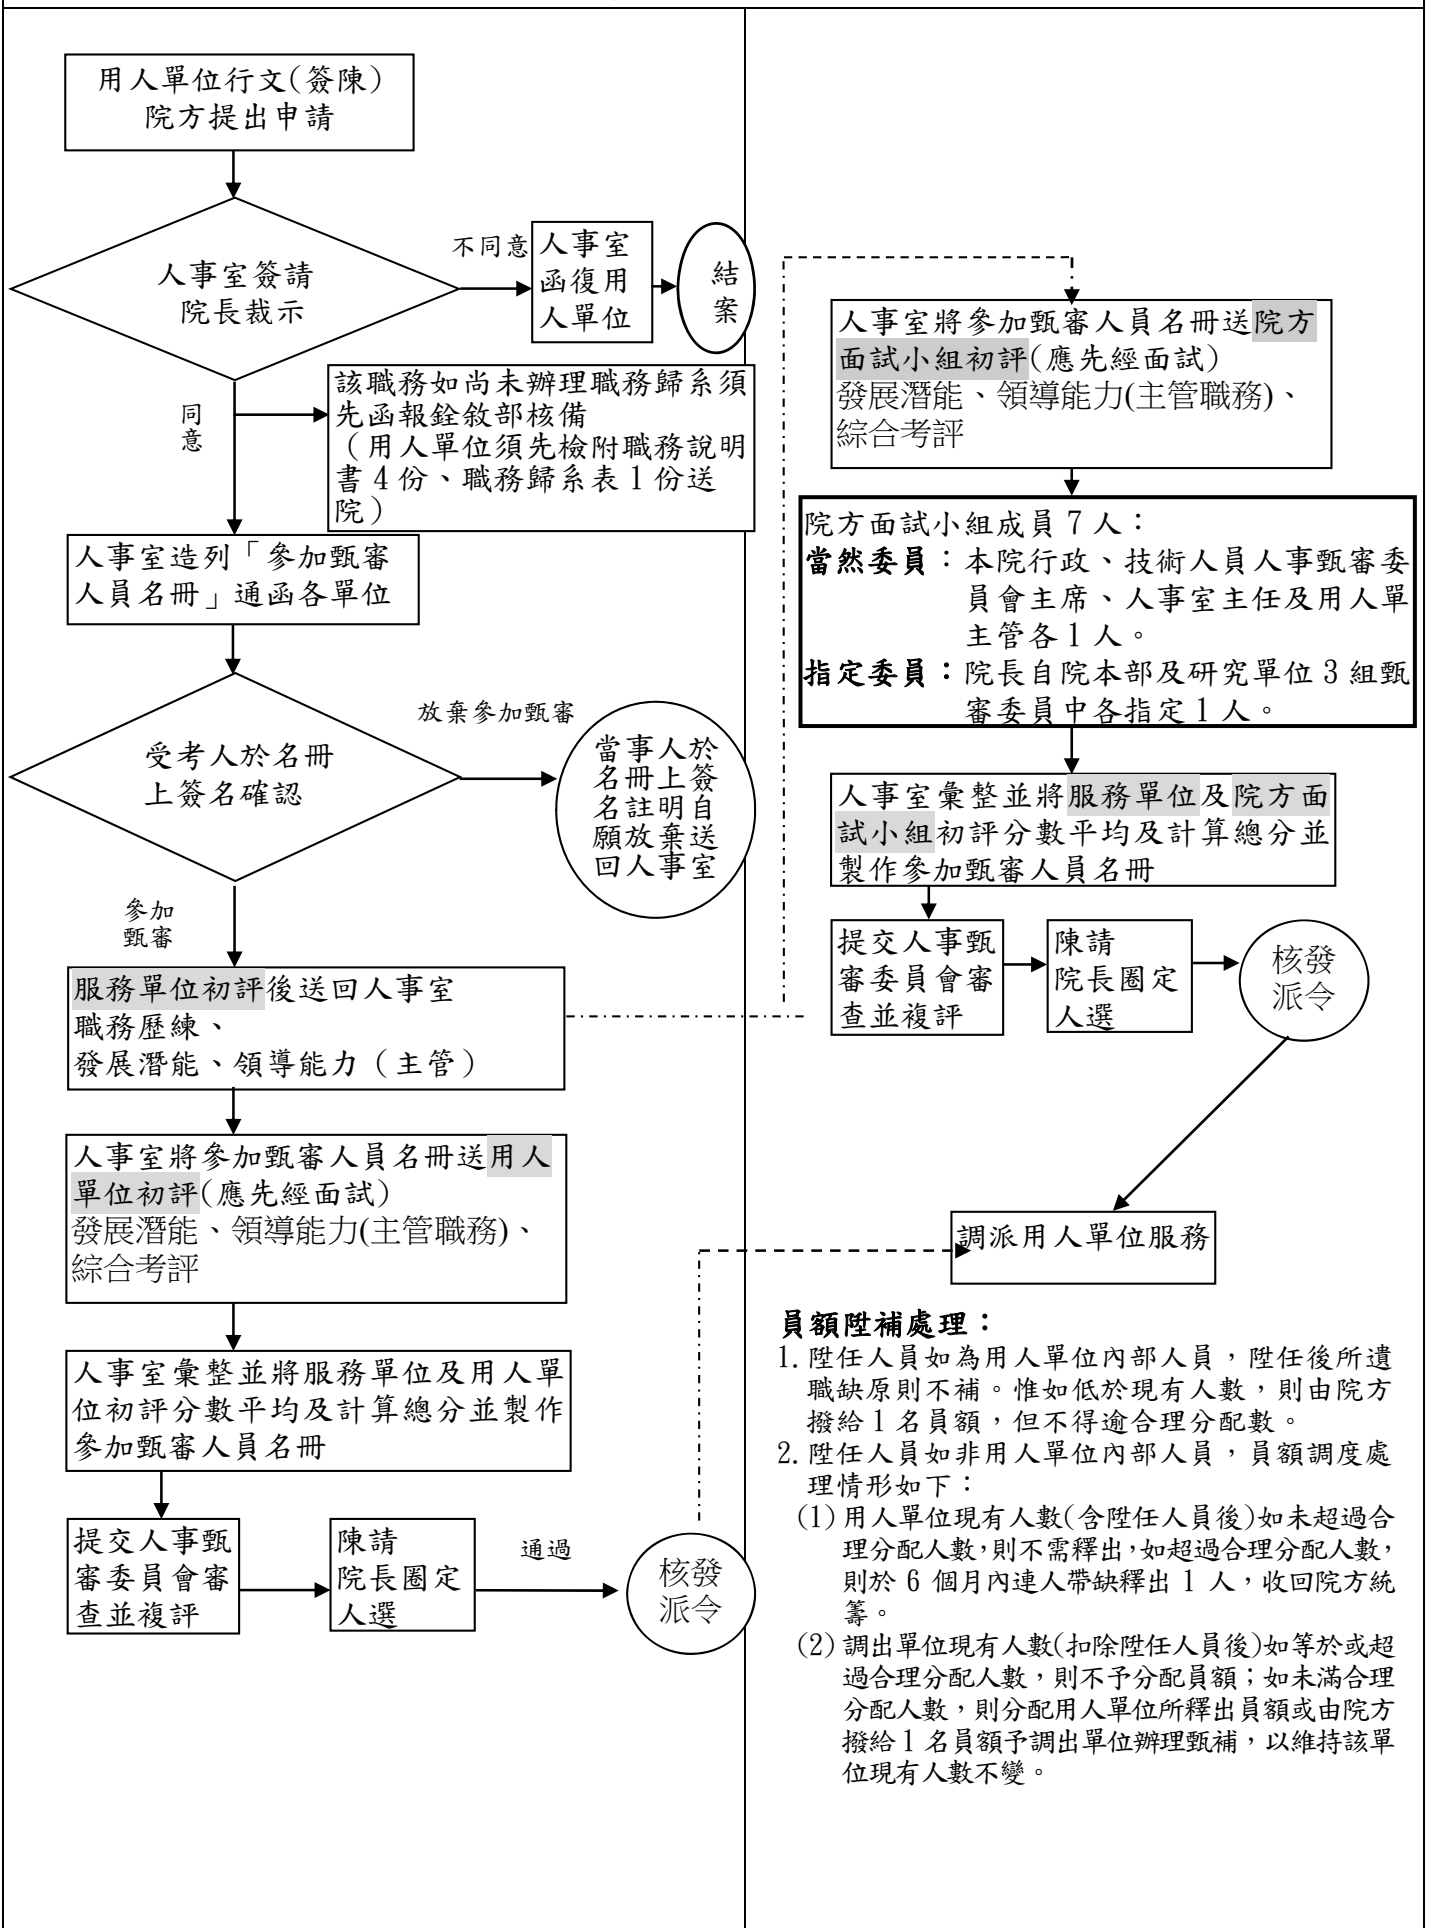 用人單位行文(簽陳)
院方提出申請
人事室簽請
院長裁示
不同意
人事室
函復用
人單位
結
案
同
意
該職務如尚未辦理職務歸系須
先函報銓敘部核備
（用人單位須先檢附職務說明
書4份、職務歸系表1份送
院）
人事室造列「參加甄審
人員名冊」通函各單位
受考人於名冊
上簽名確認
放棄參加甄審
當事人於
名冊上簽
名註明自
願放棄送
回人事室
參加
甄審
服務單位初評後送回人事室
職務歷練、
發展潛能、領導能力（主管）
人事室將參加甄審人員名冊送用人
單位初評(應先經面試)
發展潛能、領導能力(主管職務)、
綜合考評
人事室彙整並將服務單位及用人單
位初評分數平均及計算總分並製作
參加甄審人員名冊
提交人事甄
審委員會審
查並複評
陳請
院長圈定
人選
通過
核發
派令
人事室將參加甄審人員名冊送院方
面試小組初評(應先經面試)
發展潛能、領導能力(主管職務)、
綜合考評
院方面試小組成員7人：
當然委員：本院行政、技術人員人事甄審委
員會主席、人事室主任及用人單
主管各1人。
指定委員：院長自院本部及研究單位3組甄
審委員中各指定1人。
人事室彙整並將服務單位及院方面
試小組初評分數平均及計算總分並
製作參加甄審人員名冊
提交人事甄
審委員會審
查並複評
陳請
院長圈定
人選
核發
派令
調派用人單位服務
員額陞補處理：
1.陞任人員如為用人單位內部人員，陞任後所遺
職缺原則不補。惟如低於現有人數，則由院方
撥給1名員額，但不得逾合理分配數。
2.陞任人員如非用人單位內部人員，員額調度處
理情形如下：
(1)用人單位現有人數(含陞任人員後)如未超過合
理分配人數，則不需釋出，如超過合理分配人數，
則於6個月內連人帶缺釋出1人，收回院方統
籌。
(2)調出單位現有人數(扣除陞任人員後)如等於或超
過合理分配人數，則不予分配員額；如未滿合理
分配人數，則分配用人單位所釋出員額或由院方
撥給1名員額予調出單位辦理甄補，以維持該單
位現有人數不變。